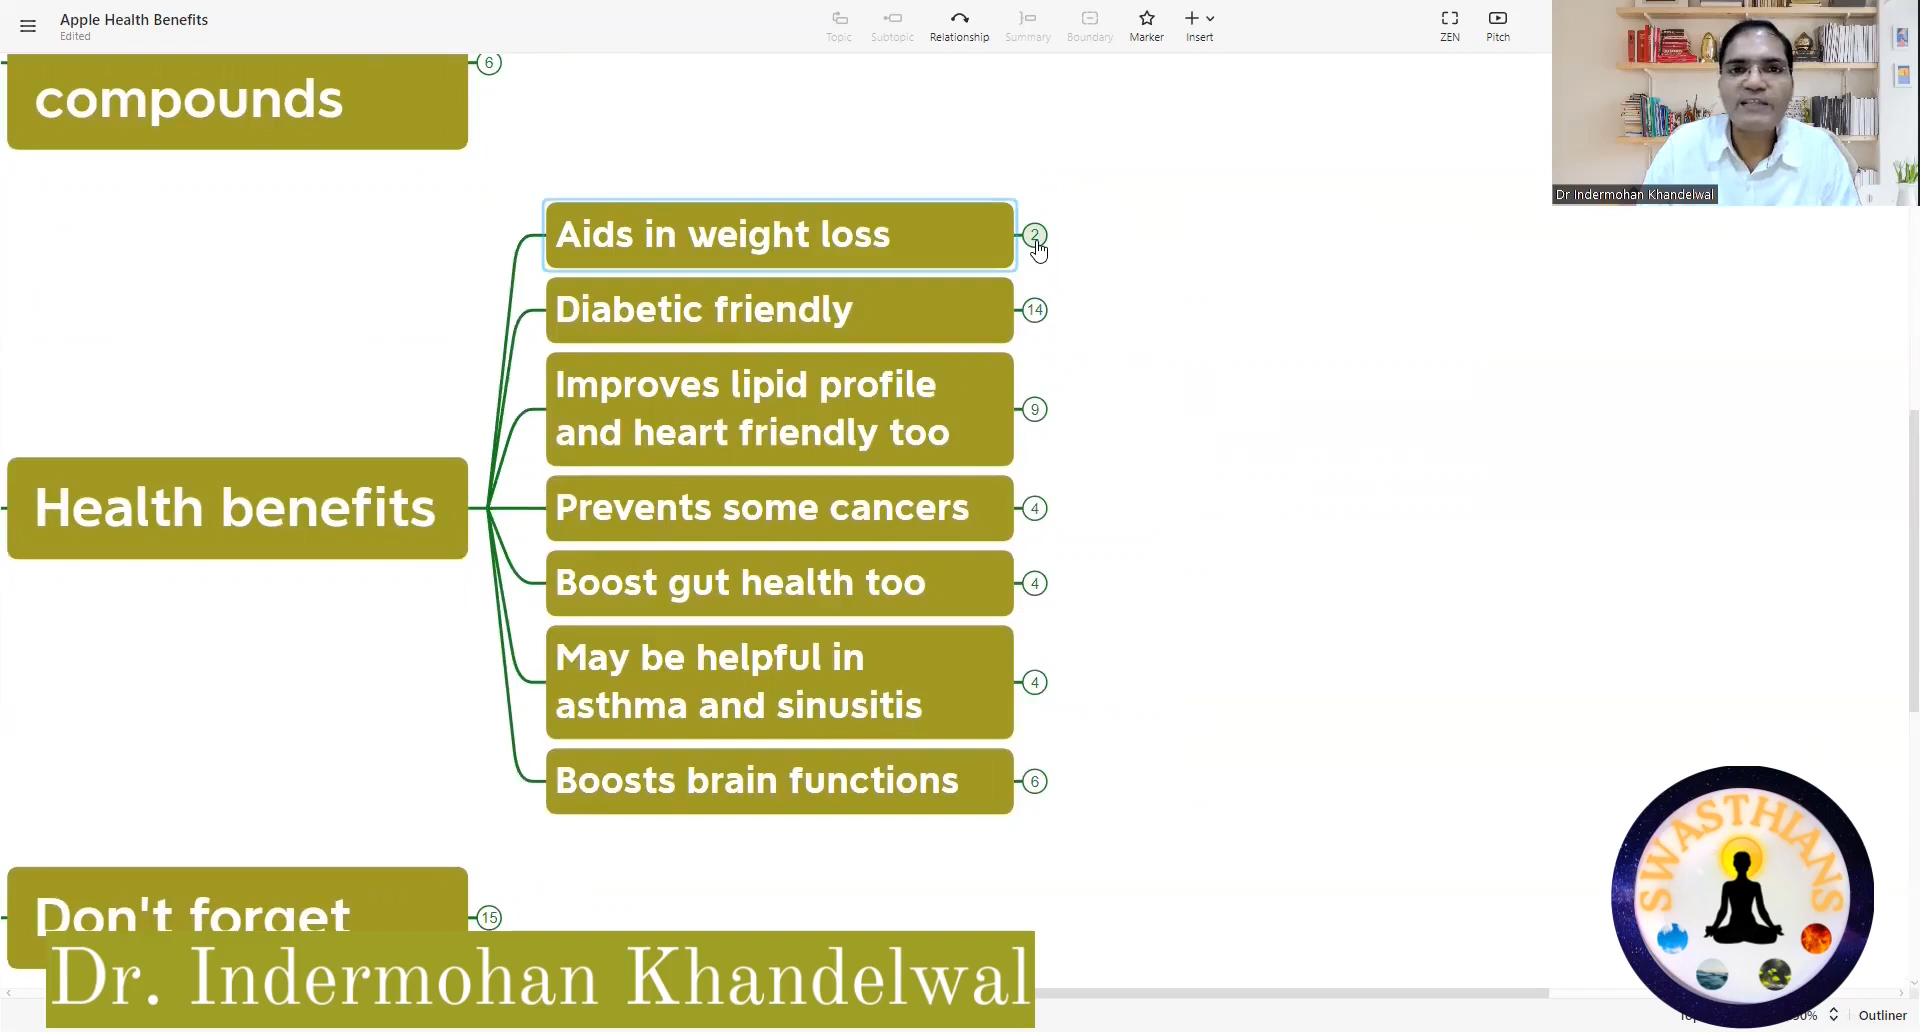 Apple Health Benefits
Edited
Topic
Subtopic
Relationship
Summary
Boundary
Marker
Insert
ZEN
Pitch
Dr Indermohan Khandelwal
compounds
6
Aids in weight loss
2
Diabetic friendly
14
Improves lipid profile
and heart friendly too
9
Health benefits
Prevents some cancers
4
Boost gut health too
4
May be helpful in
asthma and sinusitis
4
Boosts brain functions
6
Don't forget
15
Dr. Indermohan Khandelwal
SWASTHIANS
Outliner